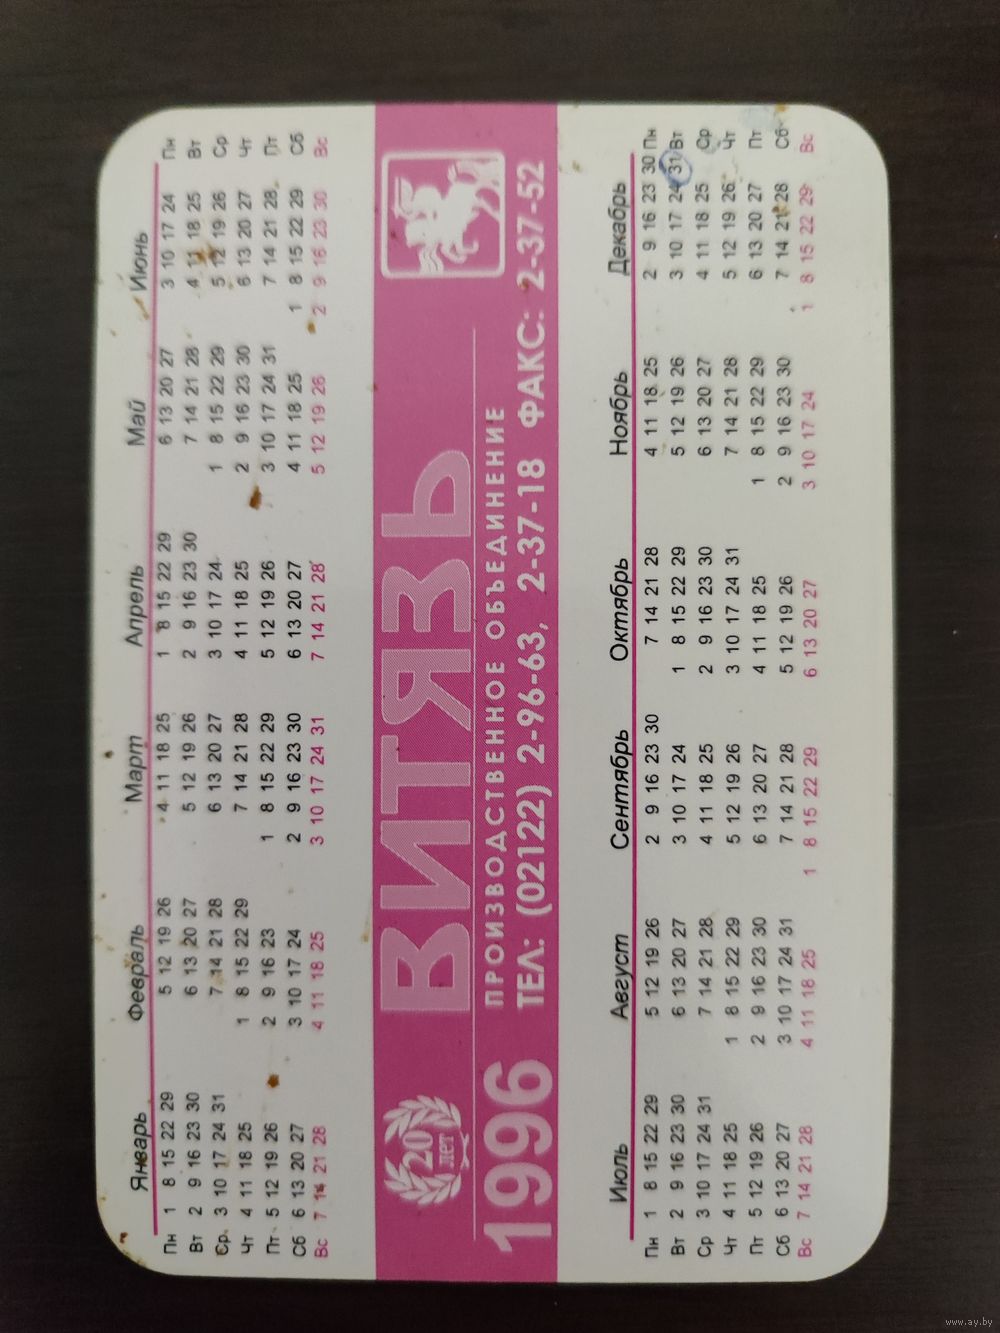 Январь Февраль Март Апрель Май Июнь
Пн 1 8 15 22 29 5 12 19 26 4 11 18 25 1 8 15 22 29 6 13 20 27 3 10 17 24 Пн
Вт 2 9 16 23 30 6 13 20 27 5 12 19 26 2 9 16 23 30 7 14 21 28 4 11 18 25 Вт
Ср 3 10 17 24 31 7 14 21 28 6 13 20 27 3 10 17 24 1 8 15 22 29 5 12 19 26 Ср
Чт 4 11 18 25 1 8 15 22 29 7 14 21 28 4 11 18 25 2 9 16 23 30 6 13 20 27 Чт
Пт 5 12 19 26 2 9 16 23 1 8 15 22 29 5 12 19 26 3 10 17 24 31 7 14 21 28 Пт
Сб 6 13 20 27 3 10 17 24 2 9 16 23 30 6 13 20 27 4 11 18 25 1 8 15 22 29 Сб
Вс 7 14 21 28 4 11 18 25 3 10 17 24 31 7 14 21 28 5 12 19 26 2 9 16 23 30 Вс
20
лет
ВИТЯЗЬ
1996
ПРОИЗВОДСТВЕННОЕ ОБЪЕДИНЕНИЕ
ТЕЛ: (02122) 2-96-63, 2-37-18 ФАКС: 2-37-52
Июль Август Сентябрь Октябрь Ноябрь Декабрь
Пн 1 8 15 22 29 5 12 19 26 2 9 16 23 30 7 14 21 28 4 11 18 25 2 9 16 23 30 Пн
Вт 2 9 16 23 30 6 13 20 27 3 10 17 24 1 8 15 22 29 5 12 19 26 3 10 17 24 31 Вт
Ср 3 10 17 24 31 7 14 21 28 4 11 18 25 2 9 16 23 30 6 13 20 27 4 11 18 25 Ср
Чт 4 11 18 25 1 8 15 22 29 5 12 19 26 3 10 17 24 31 7 14 21 28 5 12 19 26 Чт
Пт 5 12 19 26 2 9 16 23 30 6 13 20 27 4 11 18 25 1 8 15 22 29 6 13 20 27 Пт
Сб 6 13 20 27 3 10 17 24 31 7 14 21 28 5 12 19 26 2 9 16 23 30 7 14 21 28 Сб
Вс 7 14 21 28 4 11 18 25 1 8 15 22 29 6 13 20 27 3 10 17 24 1 8 15 22 29 Вс
www.ay.by